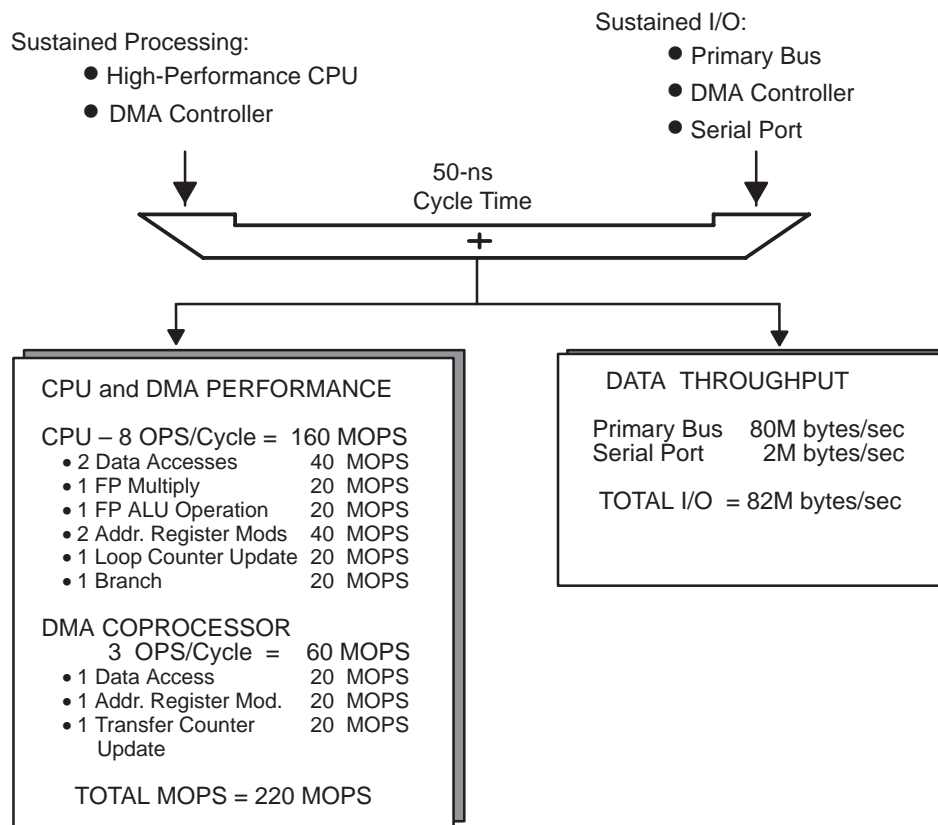 Sustained Processing:
● High-Performance CPU
● DMA Controller
Sustained I/O:
● Primary Bus
● DMA Controller
● Serial Port
50-ns
Cycle Time
+
CPU and DMA PERFORMANCE
CPU – 8 OPS/Cycle = 160 MOPS
• 2 Data Accesses 40 MOPS
• 1 FP Multiply 20 MOPS
• 1 FP ALU Operation 20 MOPS
• 2 Addr. Register Mods 40 MOPS
• 1 Loop Counter Update 20 MOPS
• 1 Branch 20 MOPS
DMA COPROCESSOR
3 OPS/Cycle = 60 MOPS
• 1 Data Access 20 MOPS
• 1 Addr. Register Mod. 20 MOPS
• 1 Transfer Counter 20 MOPS
Update
TOTAL MOPS = 220 MOPS
DATA THROUGHPUT
Primary Bus 80M bytes/sec
Serial Port 2M bytes/sec
TOTAL I/O = 82M bytes/sec